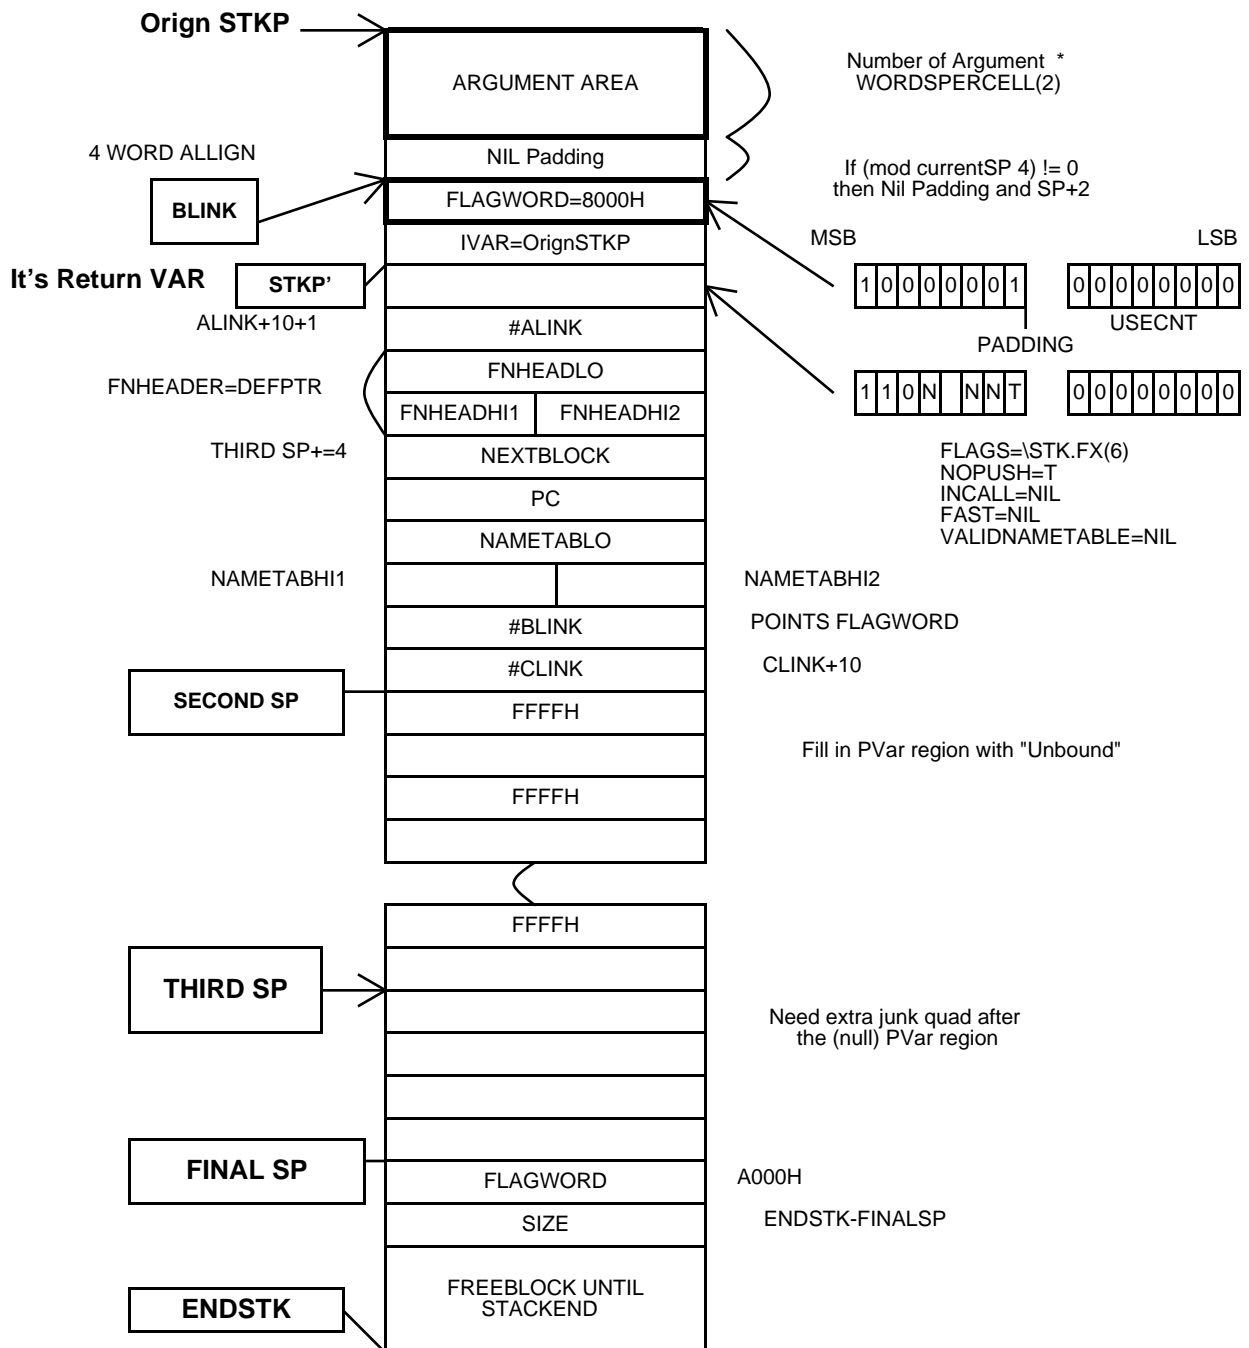 Orign STKP
ARGUMENT AREA
Number of Argument *
WORDSPERCELL(2)
4 WORD ALLIGN
NIL Padding
If (mod currentSP 4) != 0
then Nil Padding and SP+2
BLINK
FLAGWORD=8000H
IVAR=OrignSTKP
MSB
LSB
It's Return VAR
STKP'
1 0 0 0 0 0 0 1
0 0 0 0 0 0 0 0
ALINK+10+1
#ALINK
USECNT
PADDING
FNHEADER=DEFPTR
FNHEADLO
1 1 0 N N N T
0 0 0 0 0 0 0 0
FNHEADHI1
FNHEADHI2
THIRD SP+=4
NEXTBLOCK
FLAGS=\STK.FX(6)
NOPUSH=T
INCALL=NIL
FAST=NIL
VALIDNAMETABLE=NIL
PC
NAMETABLO
NAMETABHI1
NAMETABHI2
#BLINK
POINTS FLAGWORD
#CLINK
CLINK+10
SECOND SP
FFFFH
Fill in PVar region with "Unbound"
FFFFH
FFFFH
THIRD SP
Need extra junk quad after
the (null) PVar region
FINAL SP
FLAGWORD
A000H
SIZE
ENDSTK-FINALSP
FREEBLOCK UNTIL
STACKEND
ENDSTK